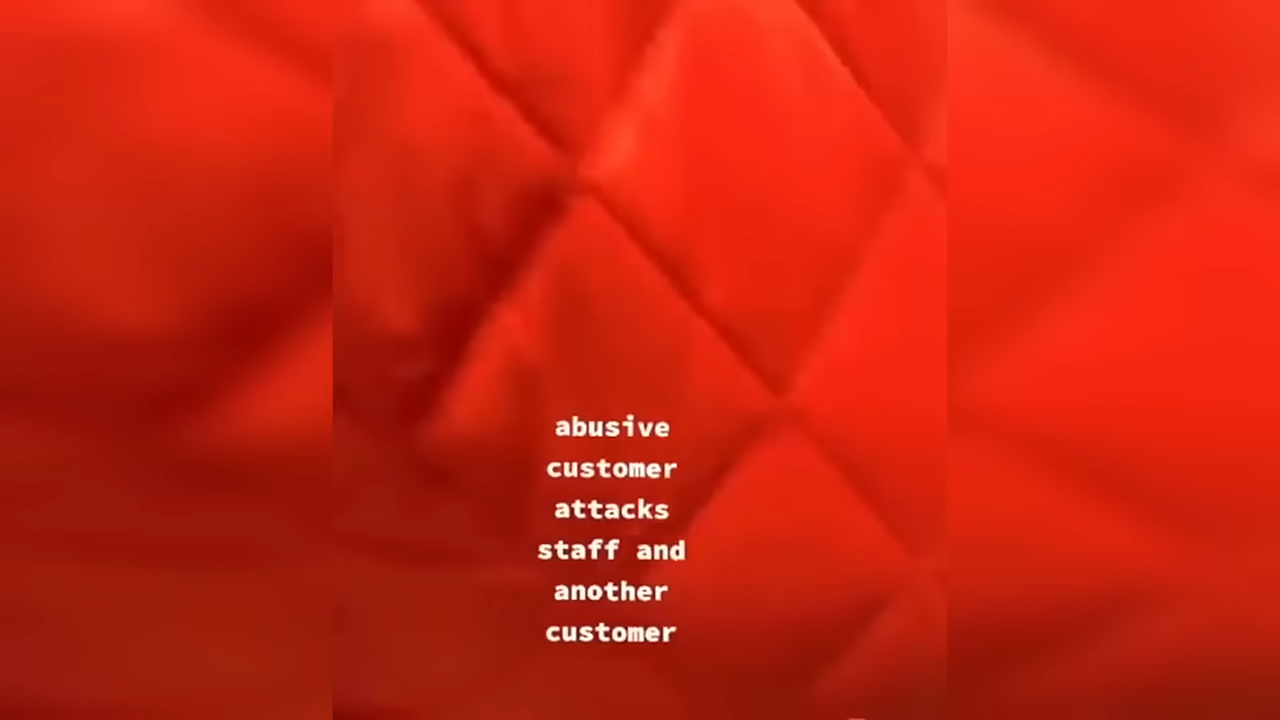 abusive
customer
attacks
staff and
another
customer